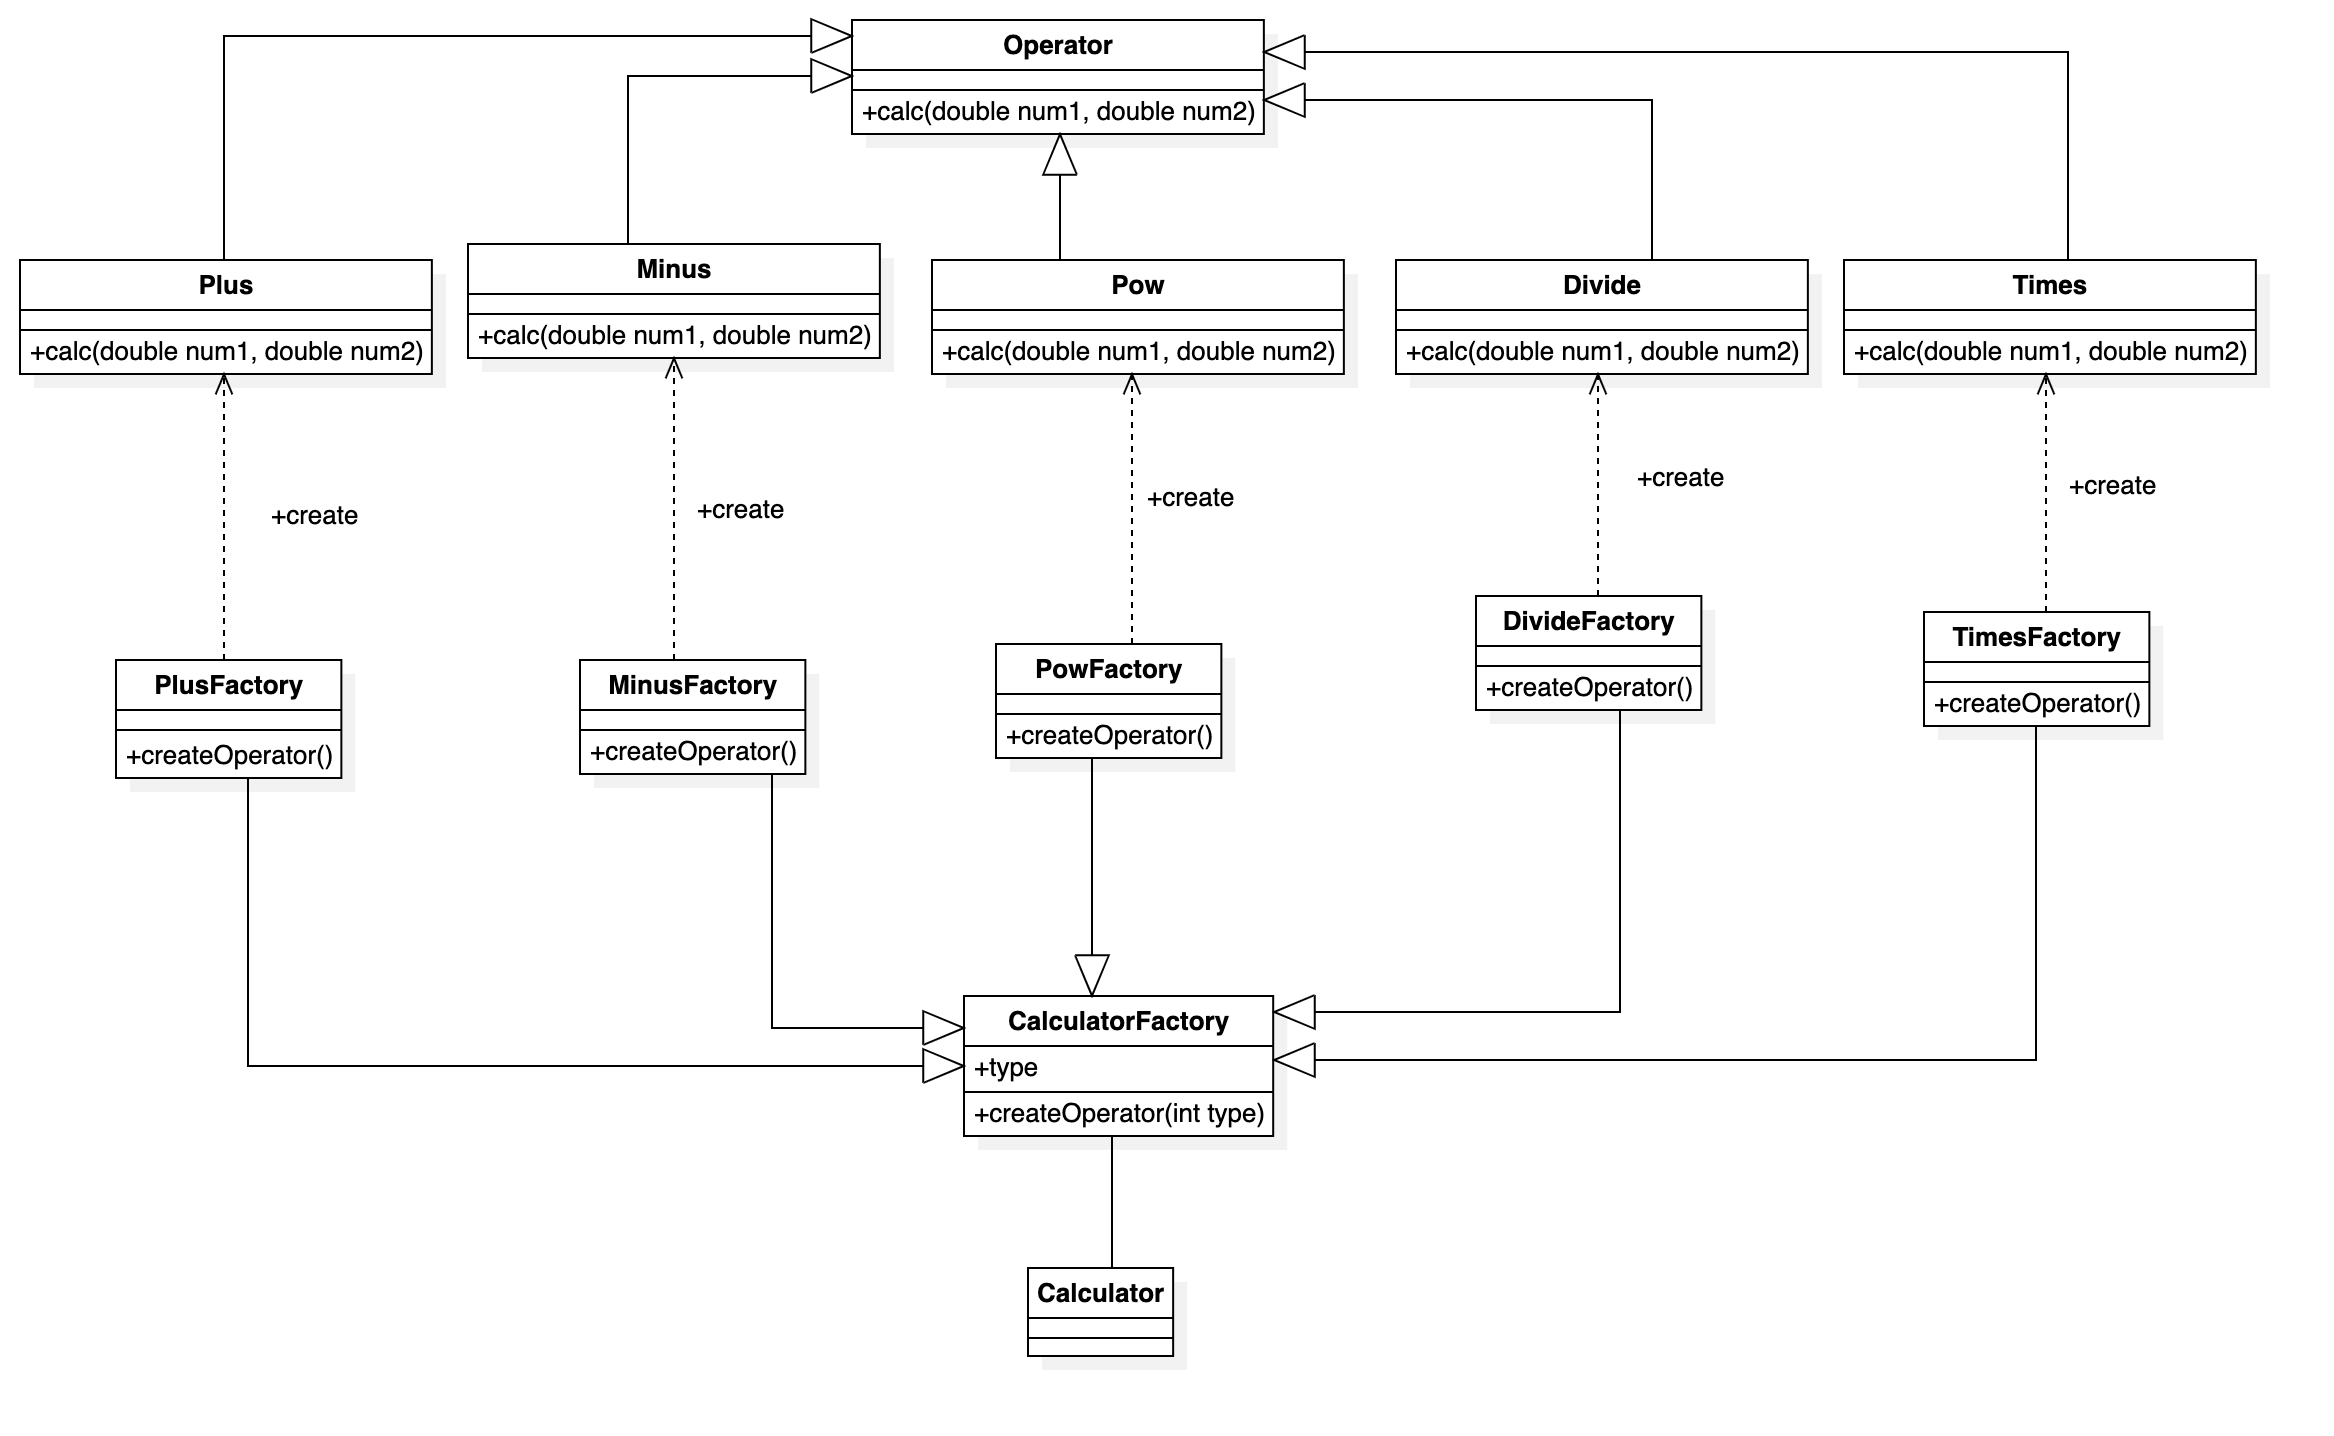 Operator
+calc(double num1, double num2)
Plus
+calc(double num1, double num2)
Minus
+calc(double num1, double num2)
Pow
+calc(double num1, double num2)
Divide
+calc(double num1, double num2)
Times
+calc(double num1, double num2)
+create
+create
+create
+create
+create
PlusFactory
+createOperator()
MinusFactory
+createOperator()
PowFactory
+createOperator()
DivideFactory
+createOperator()
TimesFactory
+createOperator()
CalculatorFactory
+type
+createOperator(int type)
Calculator